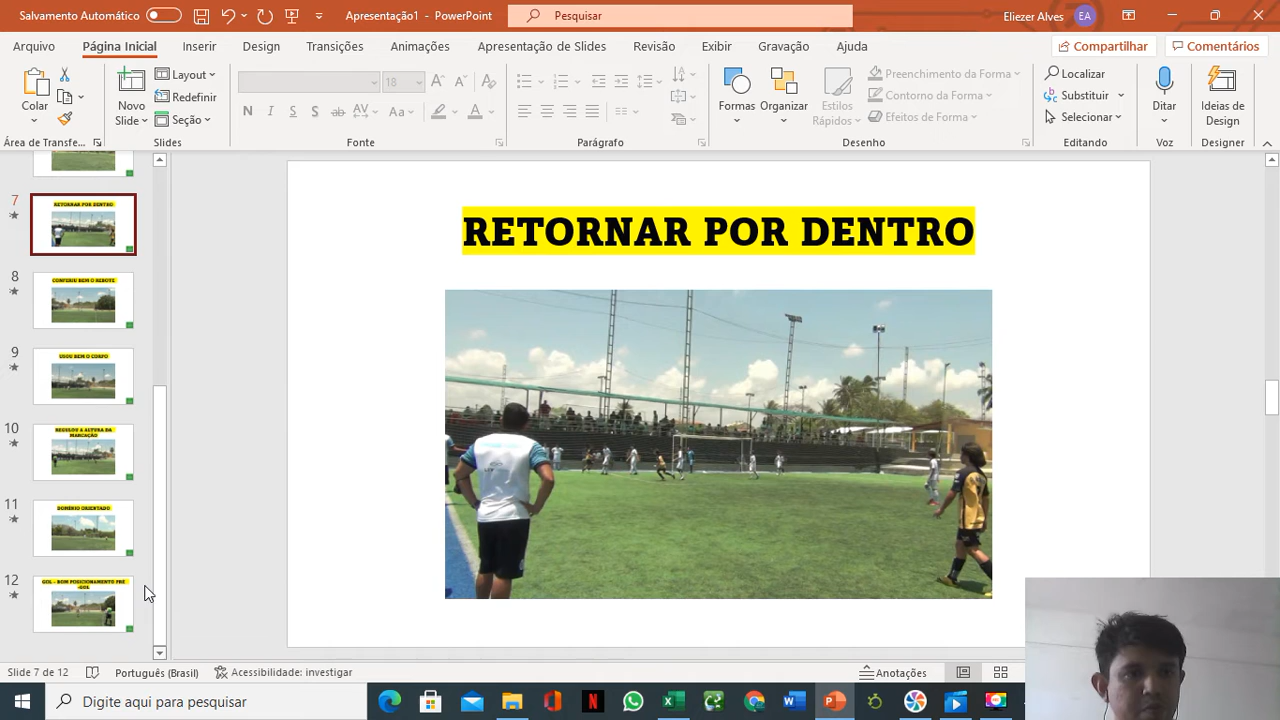 Salvamento Automático
Apresentação1 - PowerPoint
Pesquisar
Eliezer Alves
EA
Arquivo
Página Inicial
Inserir
Design
Transições
Animações
Apresentação de Slides
Revisão
Exibir
Gravação
Ajuda
Compartilhar
Comentários
Colar
Novo
Slide
Layout
Redefinir
Seção
18
N I S S ab AV Aa A
Formas
Organizar
Estilos
Rápidos
Preenchimento da Forma
Contorno da Forma
Efeitos de Forma
Localizar
Substituir
Selecionar
Ditar
Ideias de
Design
Área de Transfe...
Slides
Fonte
Parágrafo
Desenho
Editando
Voz
Designer
7
RETORNAR POR DENTRO
8
CONFERIU BEM O REBOTE
9
USOU BEM O CORPO
10
REGULOU A ALTURA DA
MARCAÇÃO
11
DOMÍNIO ORIENTADO
12
GOL - BOM POSICIONAMENTO PRÉ
-GOL
RETORNAR POR DENTRO
Slide 7 de 12
Português (Brasil)
Acessibilidade: investigar
Anotações
Digite aqui para pesquisar